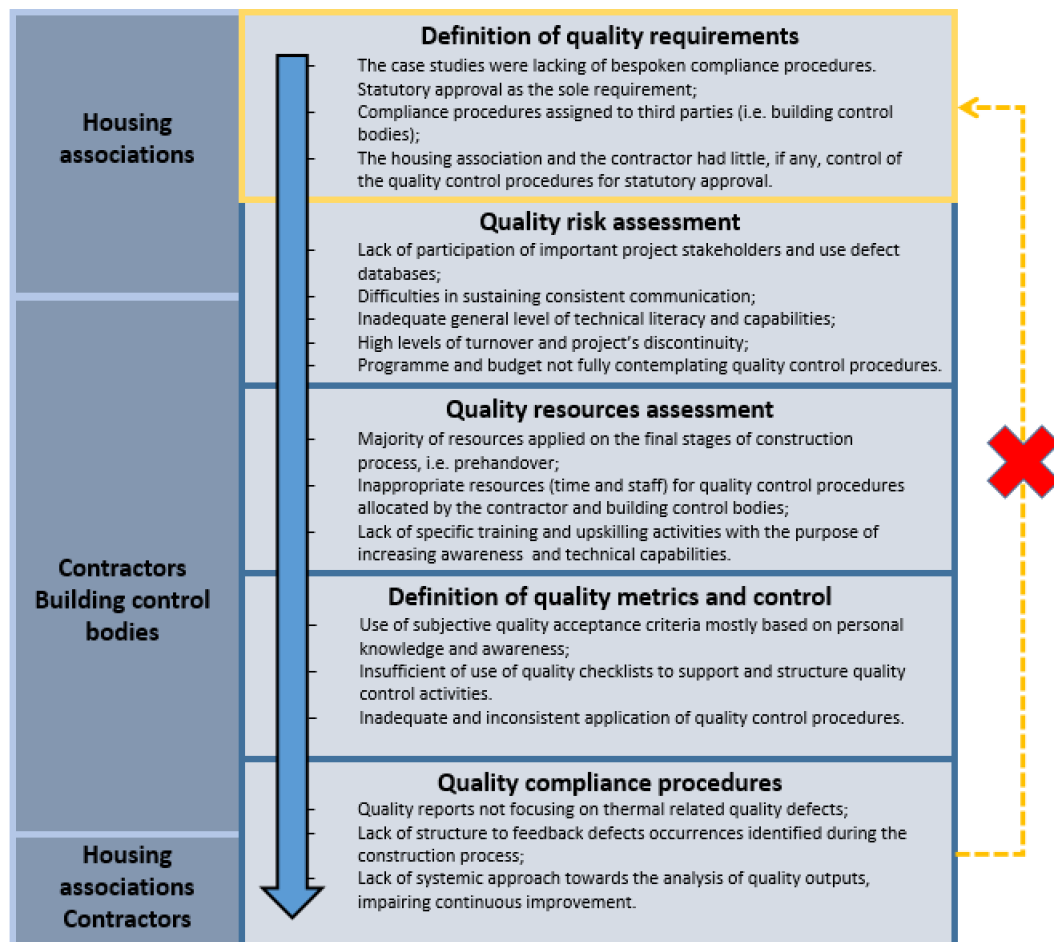 Housing
associations
Definition of quality requirements
- The case studies were lacking of bespoken compliance procedures.
- Statutory approval as the sole requirement;
- Compliance procedures assigned to third parties (i.e. building control
bodies);
- The housing association and the contractor had little, if any, control of
the quality control procedures for statutory approval.
Quality risk assessment
- Lack of participation of important project stakeholders and use defect
databases;
- Difficulties in sustaining consistent communication;
- Inadequate general level of technical literacy and capabilities;
- High levels of turnover and project's discontinuity;
- Programme and budget not fully contemplating quality control procedures.
Contractors
Building control
bodies
Quality resources assessment
- Majority of resources applied on the final stages of construction
process, i.e. prehandover;
- Inappropriate resources (time and staff) for quality control procedures
allocated by the contractor and building control bodies;
- Lack of specific training and upskilling activities with the purpose of
increasing awareness and technical capabilities.
Definition of quality metrics and control
- Use of subjective quality acceptance criteria mostly based on personal
knowledge and awareness;
- Insufficient of use of quality checklists to support and structure quality
control activities.
- Inadequate and inconsistent application of quality control procedures.
Housing
associations
Contractors
Quality compliance procedures
- Quality reports not focusing on thermal related quality defects;
- Lack of structure to feedback defects occurrences identified during the
construction process;
- Lack of systemic approach towards the analysis of quality outputs,
impairing continuous improvement.